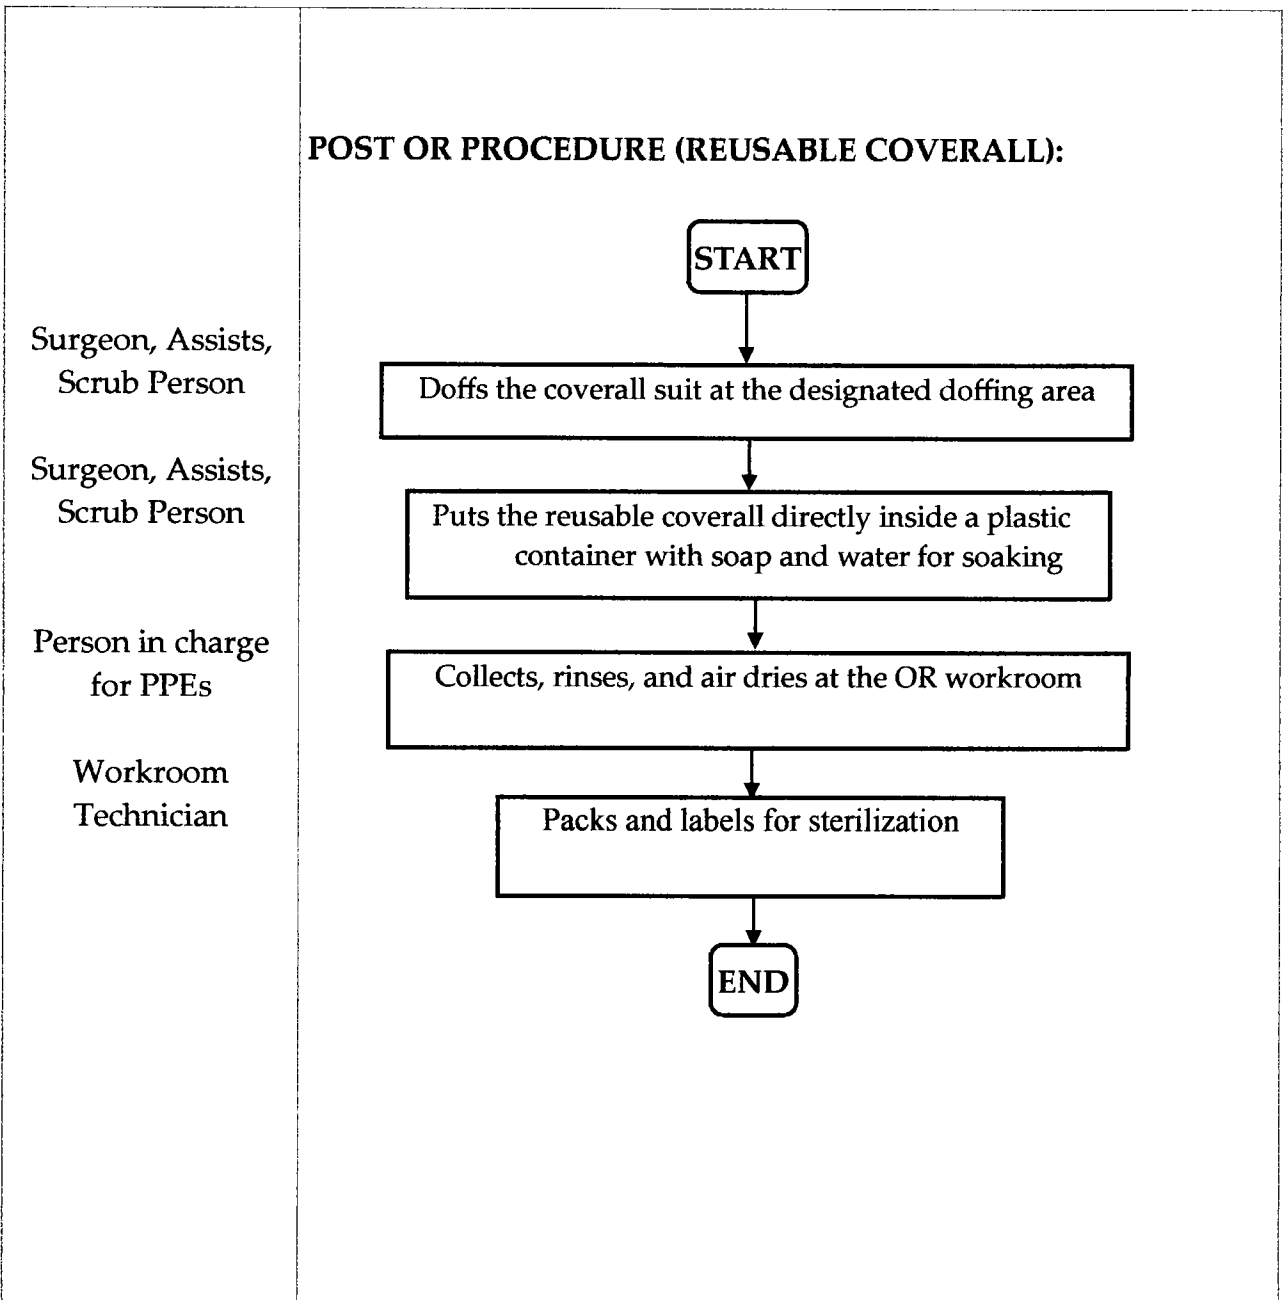 POST OR PROCEDURE (REUSABLE COVERALL):
START
Surgeon, Assists,
Scrub Person
Doffs the coverall suit at the designated doffing area
Surgeon, Assists,
Scrub Person
Puts the reusable coverall directly inside a plastic
container with soap and water for soaking
Person in charge
for PPEs
Collects, rinses, and air dries at the OR workroom
Workroom
Technician
Packs and labels for sterilization
END